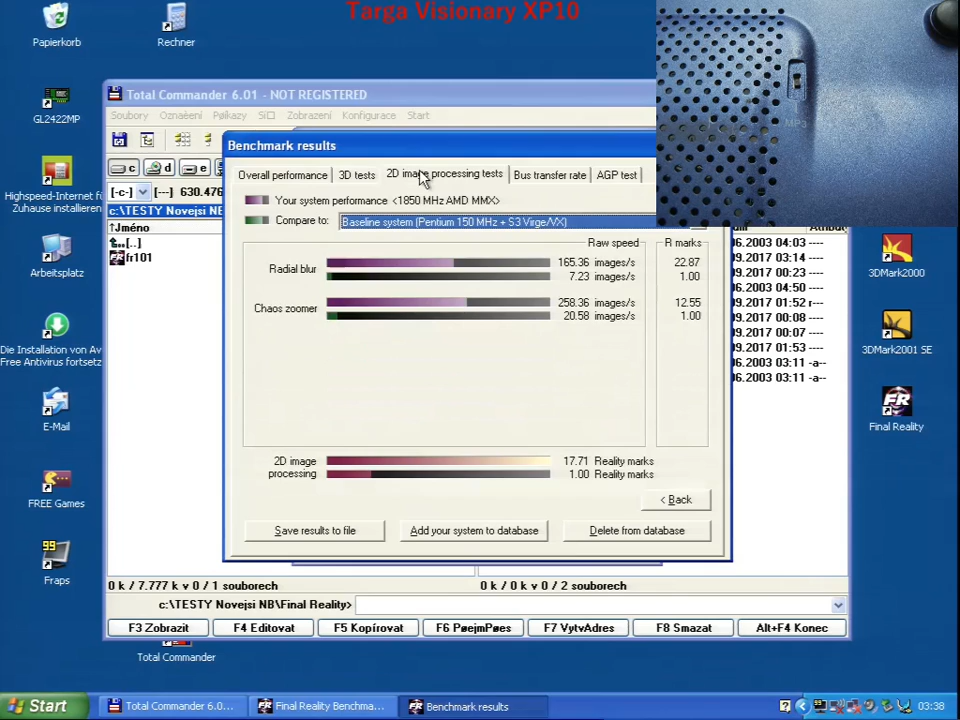 Targa Visionary XP10
Papierkorb
Rechner
GL2422MP
Highspeed-Internet fü
Zuhause installieren
Arbeitsplatz
Die Installation von Av
Free Antivirus fortsetz
E-Mail
FREE Games
Fraps
Total Commander
3DMark2000
3DMark2001 SE
Final Reality
MP3
Total Commander 6.01 - NOT REGISTERED
Soubory Oznaèení Pøíkazy Zobrazení Konfigurace Start
c d e
[-c-] [---] 630.476
c:\TESTY Novejsi NB
↑Jméno
[..]
fr101
06.2003 04:03 ----
09.2017 03:14 ----
09.2017 00:23 ----
06.2003 04:50 ----
09.2017 01:52 r---
09.2017 00:08 ----
09.2017 00:07 ----
09.2017 01:53 ----
06.2003 03:11 -a--
06.2003 03:11 -a--
Benchmark results
Overall performance 3D tests 2D image processing tests Bus transfer rate AGP test
Your system performance <1850 MHz AMD MMX>
Compare to: Baseline system (Pentium 150 MHz + S3 Virge/VX)
Raw speed R marks
Radial blur 165.36 images/s 22.87
7.23 images/s 1.00
Chaos zoomer 258.36 images/s 12.55
20.58 images/s 1.00
2D image processing 17.71 Reality marks
1.00 Reality marks
< Back
Save results to file Add your system to database Delete from database
0 k / 7.777 k v 0 / 1 souborech 0 k / 0 k v 0 / 2 souborech
c:\TESTY Novejsi NB\Final Reality>
F3 Zobrazit F4 Editovat F5 Kopírovat F6 PøejmPøes F7 VytvAdres F8 Smazat Alt+F4 Konec
Start Total Commander 6.0... Final Reality Benchma... Benchmark results 03:38